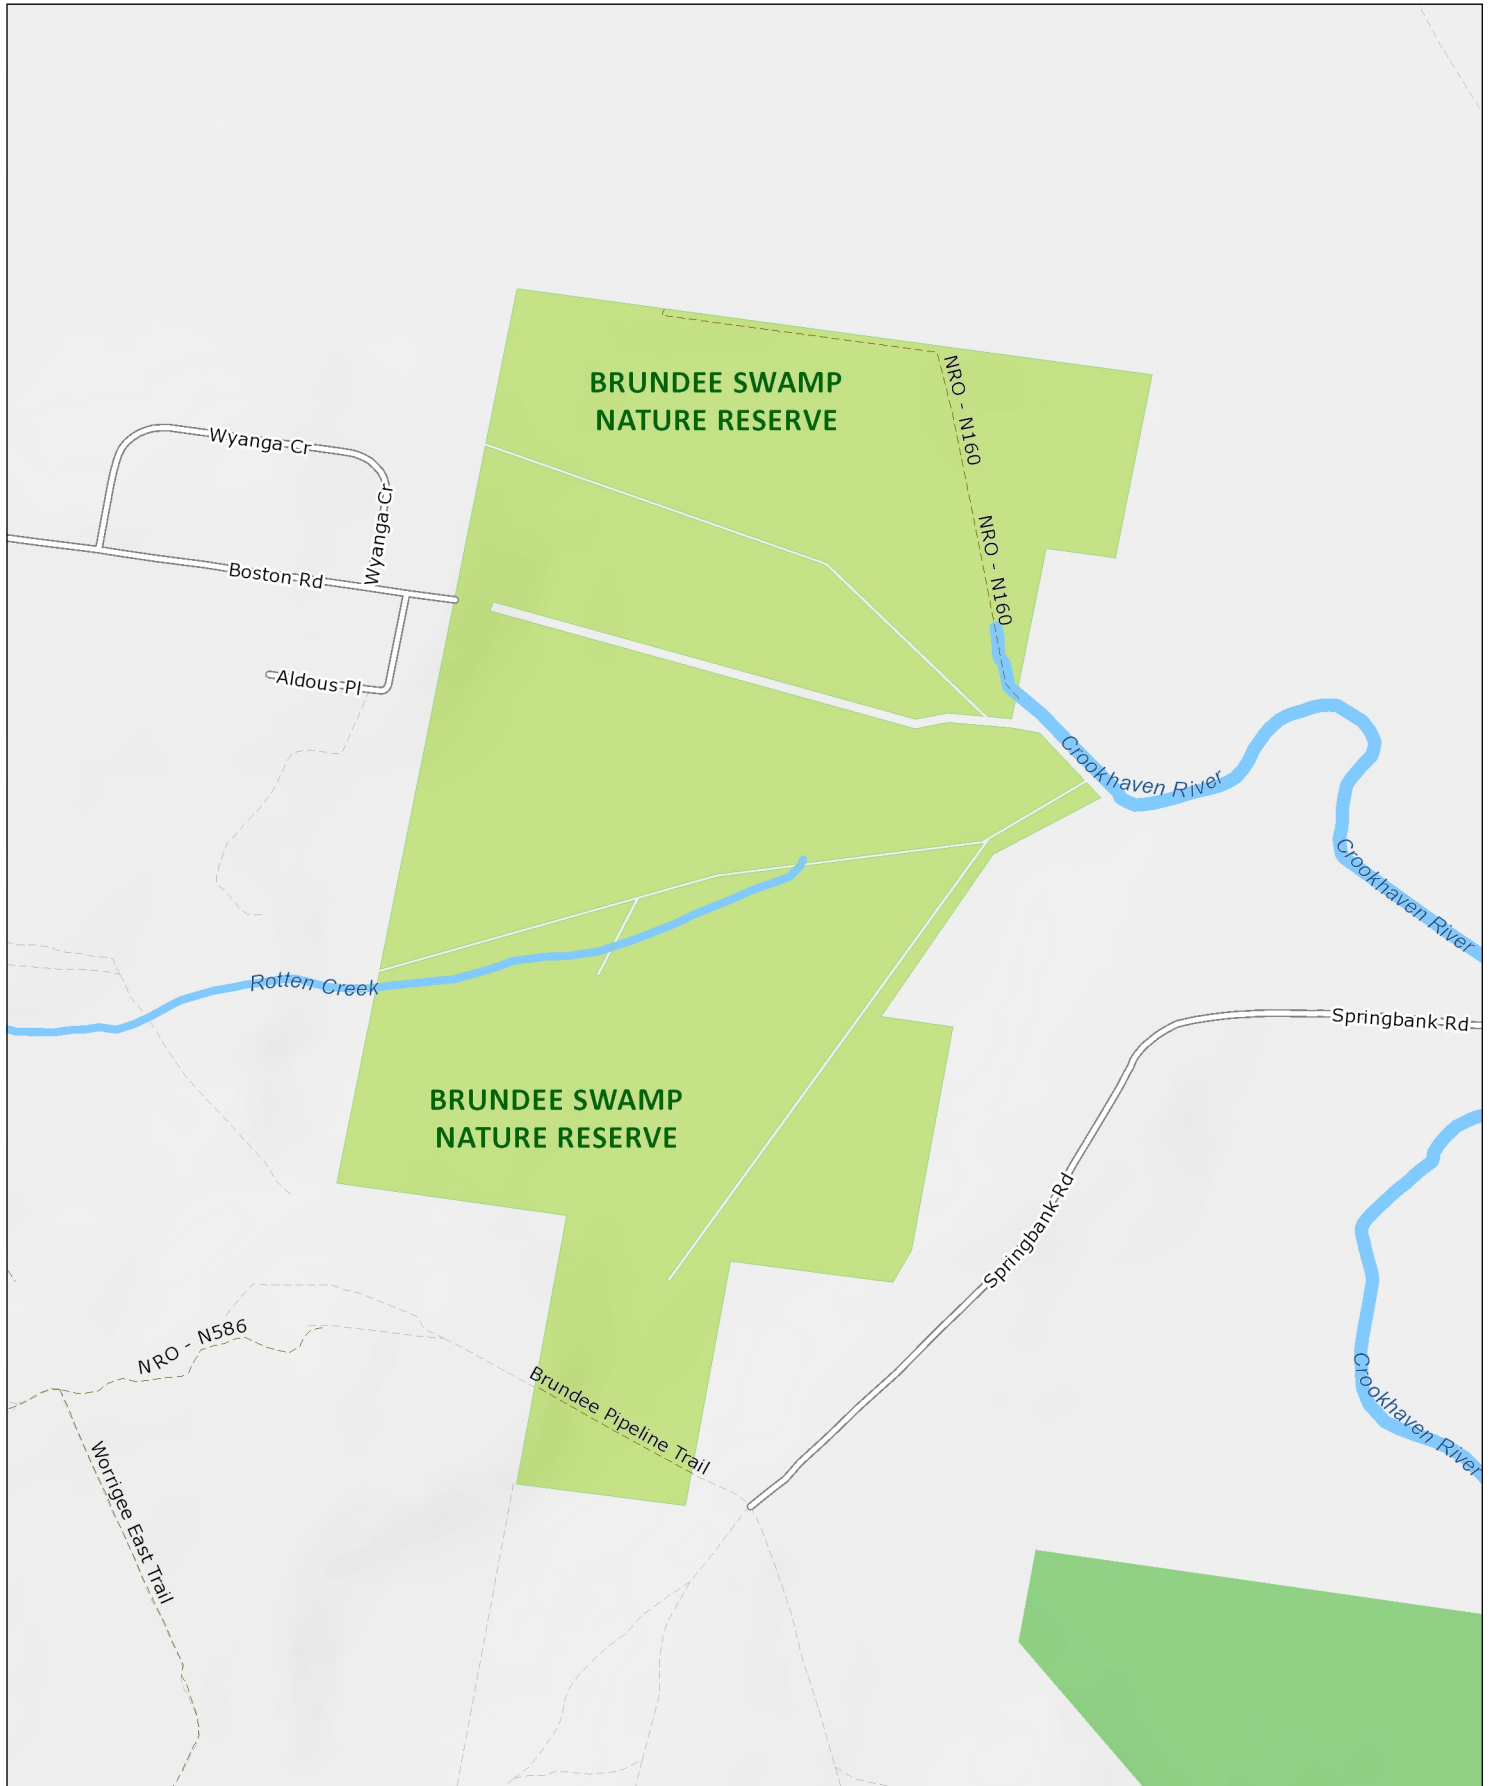 BRUNDEE SWAMP
NATURE RESERVE
NRO - N160
Wyanga Cr
Wyanga Cr
NRO - N160
Boston Rd
Aldous Pl
Crookhaven River
Crookhaven River
Rotten Creek
Springbank Rd
BRUNDEE SWAMP
NATURE RESERVE
Springbank Rd
NRO - N586
Brundee Pipeline Trail
Crookhaven River
Worrigee East Trail